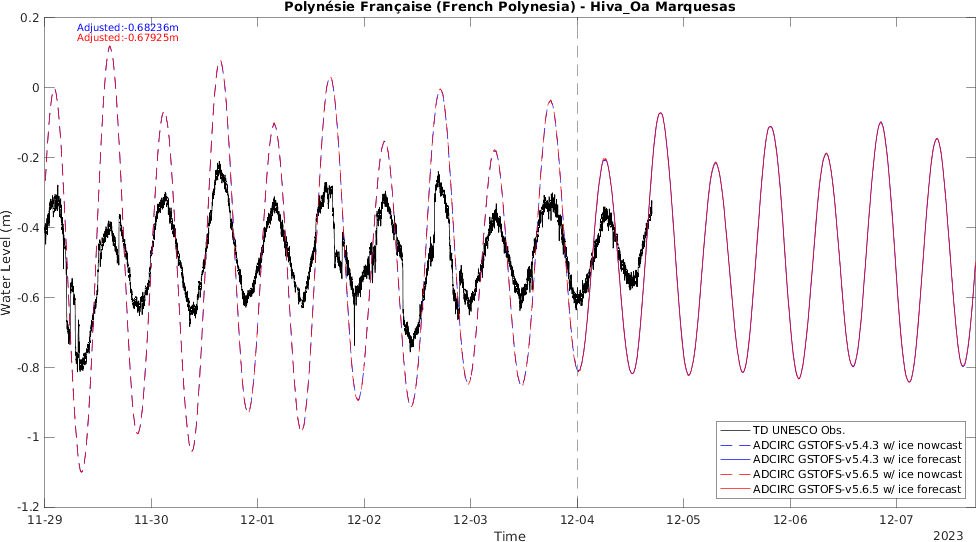 Polynésie Française (French Polynesia) - Hiva_Oa Marquesas
Adjusted:-0.68236m
Adjusted:-0.67925m
0.2
0
-0.2
-0.4
-0.6
-0.8
-1
-1.2
Water Level (m)
TD UNESCO Obs.
ADCIRC GSTOFS-v5.4.3 w/ ice nowcast
ADCIRC GSTOFS-v5.4.3 w/ ice forecast
ADCIRC GSTOFS-v5.6.5 w/ ice nowcast
ADCIRC GSTOFS-v5.6.5 w/ ice forecast
11-29 11-30 12-01 12-02 12-03 12-04 12-05 12-06 12-07
Time
2023